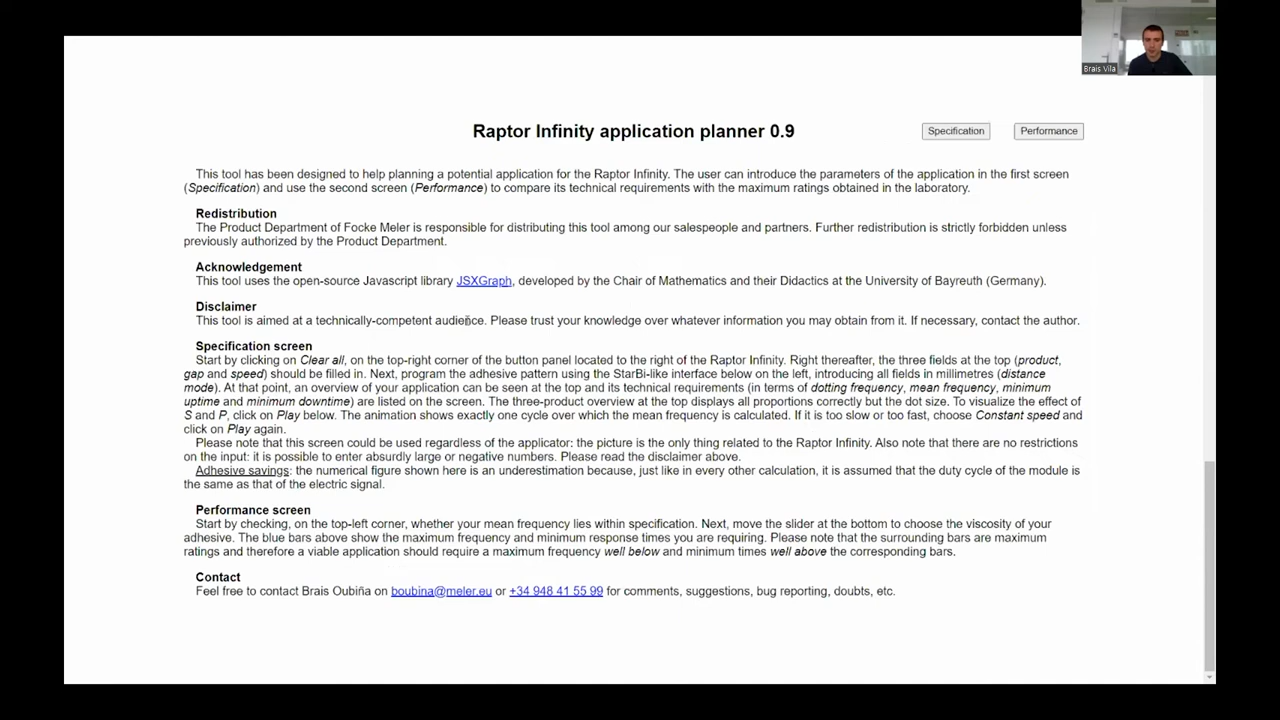 Brais Vila
Raptor Infinity application planner 0.9
Specification
Performance
This tool has been designed to help planning a potential application for the Raptor Infinity. The user can introduce the parameters of the application in the first screen
(Specification) and use the second screen (Performance) to compare its technical requirements with the maximum ratings obtained in the laboratory.
Redistribution
The Product Department of Focke Meler is responsible for distributing this tool among our salespeople and partners. Further redistribution is strictly forbidden unless
previously authorized by the Product Department.
Acknowledgement
This tool uses the open-source Javascript library JSXGraph, developed by the Chair of Mathematics and their Didactics at the University of Bayreuth (Germany).
Disclaimer
This tool is aimed at a technically-competent audience. Please trust your knowledge over whatever information you may obtain from it. If necessary, contact the author.
Specification screen
Start by clicking on Clear all, on the top-right corner of the button panel located to the right of the Raptor Infinity. Right thereafter, the three fields at the top (product,
gap and speed) should be filled in. Next, program the adhesive pattern using the StarBi-like interface below on the left, introducing all fields in millimetres (distance
mode). At that point, an overview of your application can be seen at the top and its technical requirements (in terms of dotting frequency, mean frequency, minimum
uptime and minimum downtime) are listed on the screen. The three-product overview at the top displays all proportions correctly but the dot size. To visualize the effect of
S and P, click on Play below. The animation shows exactly one cycle over which the mean frequency is calculated. If it is too slow or too fast, choose Constant speed and
click on Play again.
Please note that this screen could be used regardless of the applicator: the picture is the only thing related to the Raptor Infinity. Also note that there are no restrictions
on the input: it is possible to enter absurdly large or negative numbers. Please read the disclaimer above.
Adhesive savings: the numerical figure shown here is an underestimation because, just like in every other calculation, it is assumed that the duty cycle of the module is
the same as that of the electric signal.
Performance screen
Start by checking, on the top-left corner, whether your mean frequency lies within specification. Next, move the slider at the bottom to choose the viscosity of your
adhesive. The blue bars above show the maximum frequency and minimum response times you are requiring. Please note that the surrounding bars are maximum
ratings and therefore a viable application should require a maximum frequency well below and minimum times well above the corresponding bars.
Contact
Feel free to contact Brais Oubiña on boubina@meler.eu or +34 948 41 55 99 for comments, suggestions, bug reporting, doubts, etc.